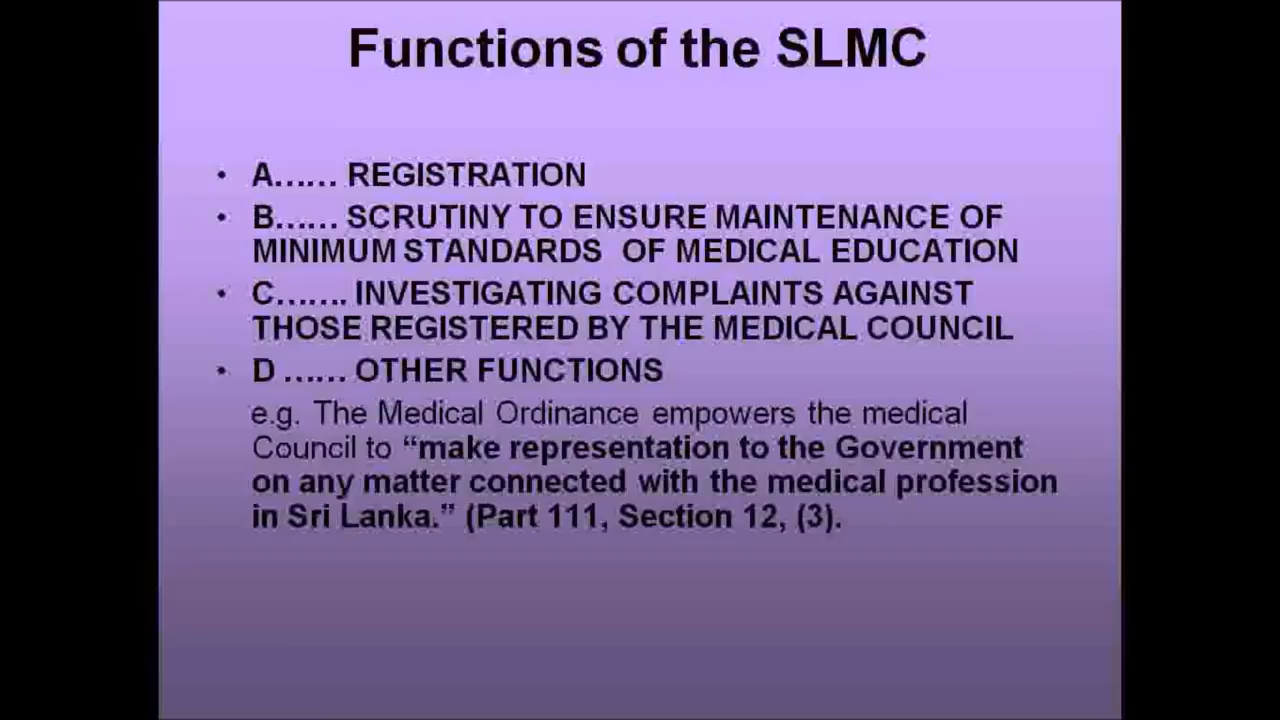 Functions of the SLMC
• A...... REGISTRATION
• B...... SCRUTINY TO ENSURE MAINTENANCE OF
MINIMUM STANDARDS OF MEDICAL EDUCATION
• C....... INVESTIGATING COMPLAINTS AGAINST
THOSE REGISTERED BY THE MEDICAL COUNCIL
• D ...... OTHER FUNCTIONS
e.g. The Medical Ordinance empowers the medical
Council to “make representation to the Government
on any matter connected with the medical profession
in Sri Lanka.” (Part 111, Section 12, (3).